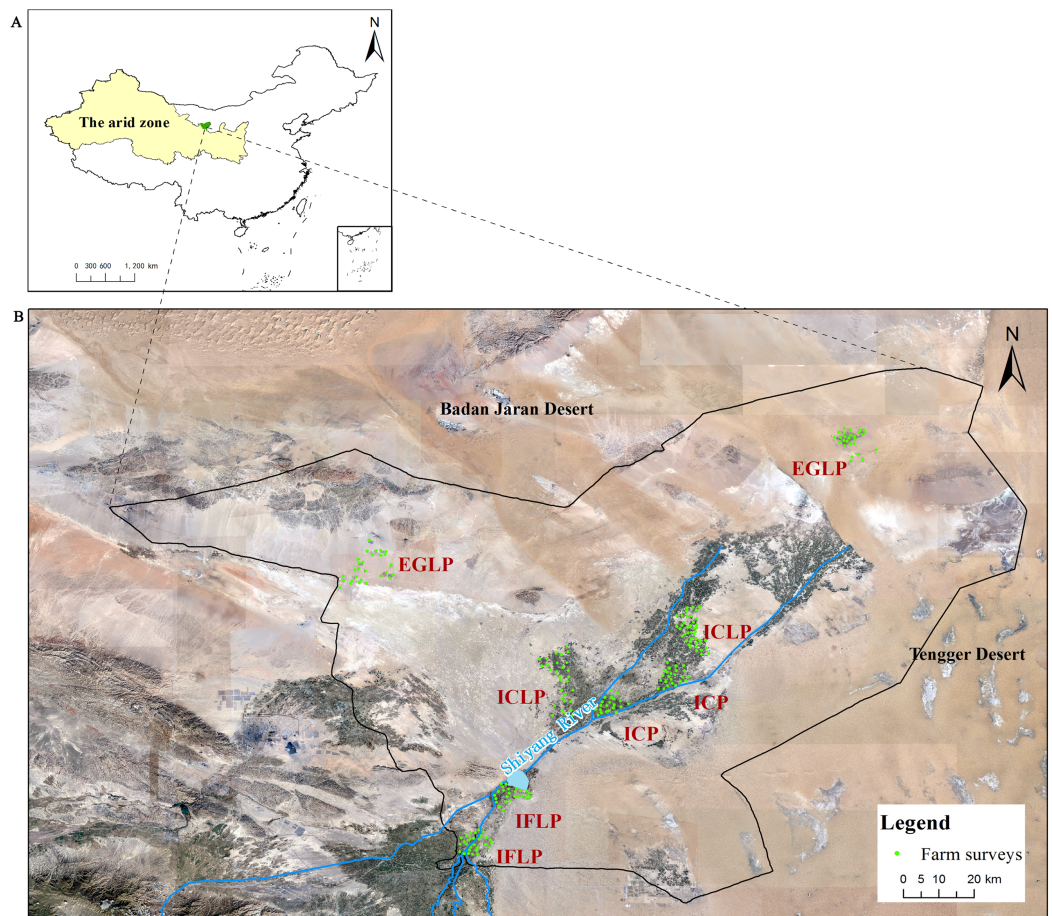 A
N
The arid zone
0 300 600 1, 200 km
B
N
Badan Jaran Desert
EGLP
EGLP
ICLP
Tengger Desert
ICLP
ICP
Shiyang River
ICP
IFLP
IFLP
Legend
Farm surveys
0 5 10 20 km